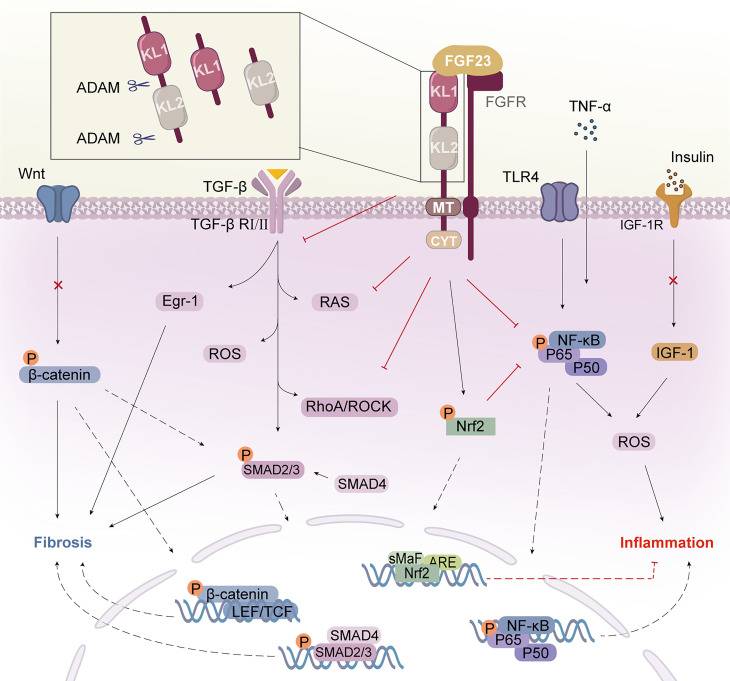 KL1
KL1
KL2
KL2
ADAM
ADAM
FGF23
KL1
FGFR
KL2
TNF-α
Wnt
TGF-β
TGF-β RI/II
MT
CYT
TLR4
Insulin
IGF-1R
Egr-1
RAS
ROS
RhoA/ROCK
P
β-catenin
P
NF-κB
P65
P50
IGF-1
P
Nrf2
ROS
P
SMAD2/3
SMAD4
Fibrosis
Inflammation
sMaF
ARE
Nrf2
P
β-catenin
LEF/TCF
P
SMAD4
SMAD2/3
P
NF-κB
P65
P50